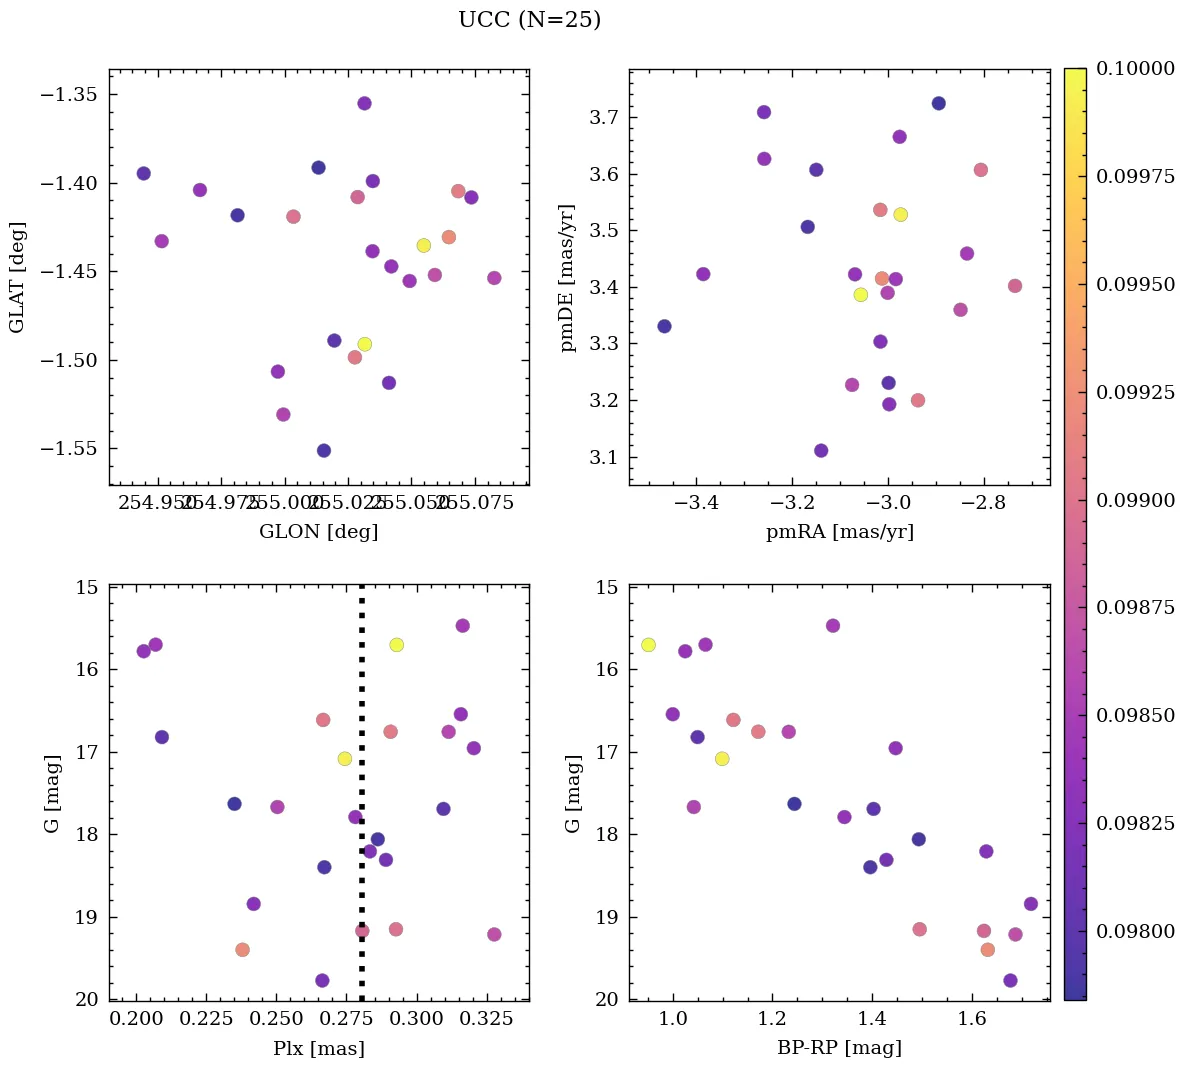 UCC (N=25)
−1.35
−1.40
−1.45
−1.50
−1.55
GLAT [deg]
254.950 254.975 255.000 255.025 255.050 255.075
GLON [deg]
3.7
3.6
3.5
3.4
3.3
3.2
3.1
pmDE [mas/yr]
−3.4 −3.2 −3.0 −2.8
pmRA [mas/yr]
15
16
17
18
19
20
G [mag]
0.200 0.225 0.250 0.275 0.300 0.325
Plx [mas]
15
16
17
18
19
20
G [mag]
1.0 1.2 1.4 1.6
BP-RP [mag]
0.10000
0.09975
0.09950
0.09925
0.09900
0.09875
0.09850
0.09825
0.09800